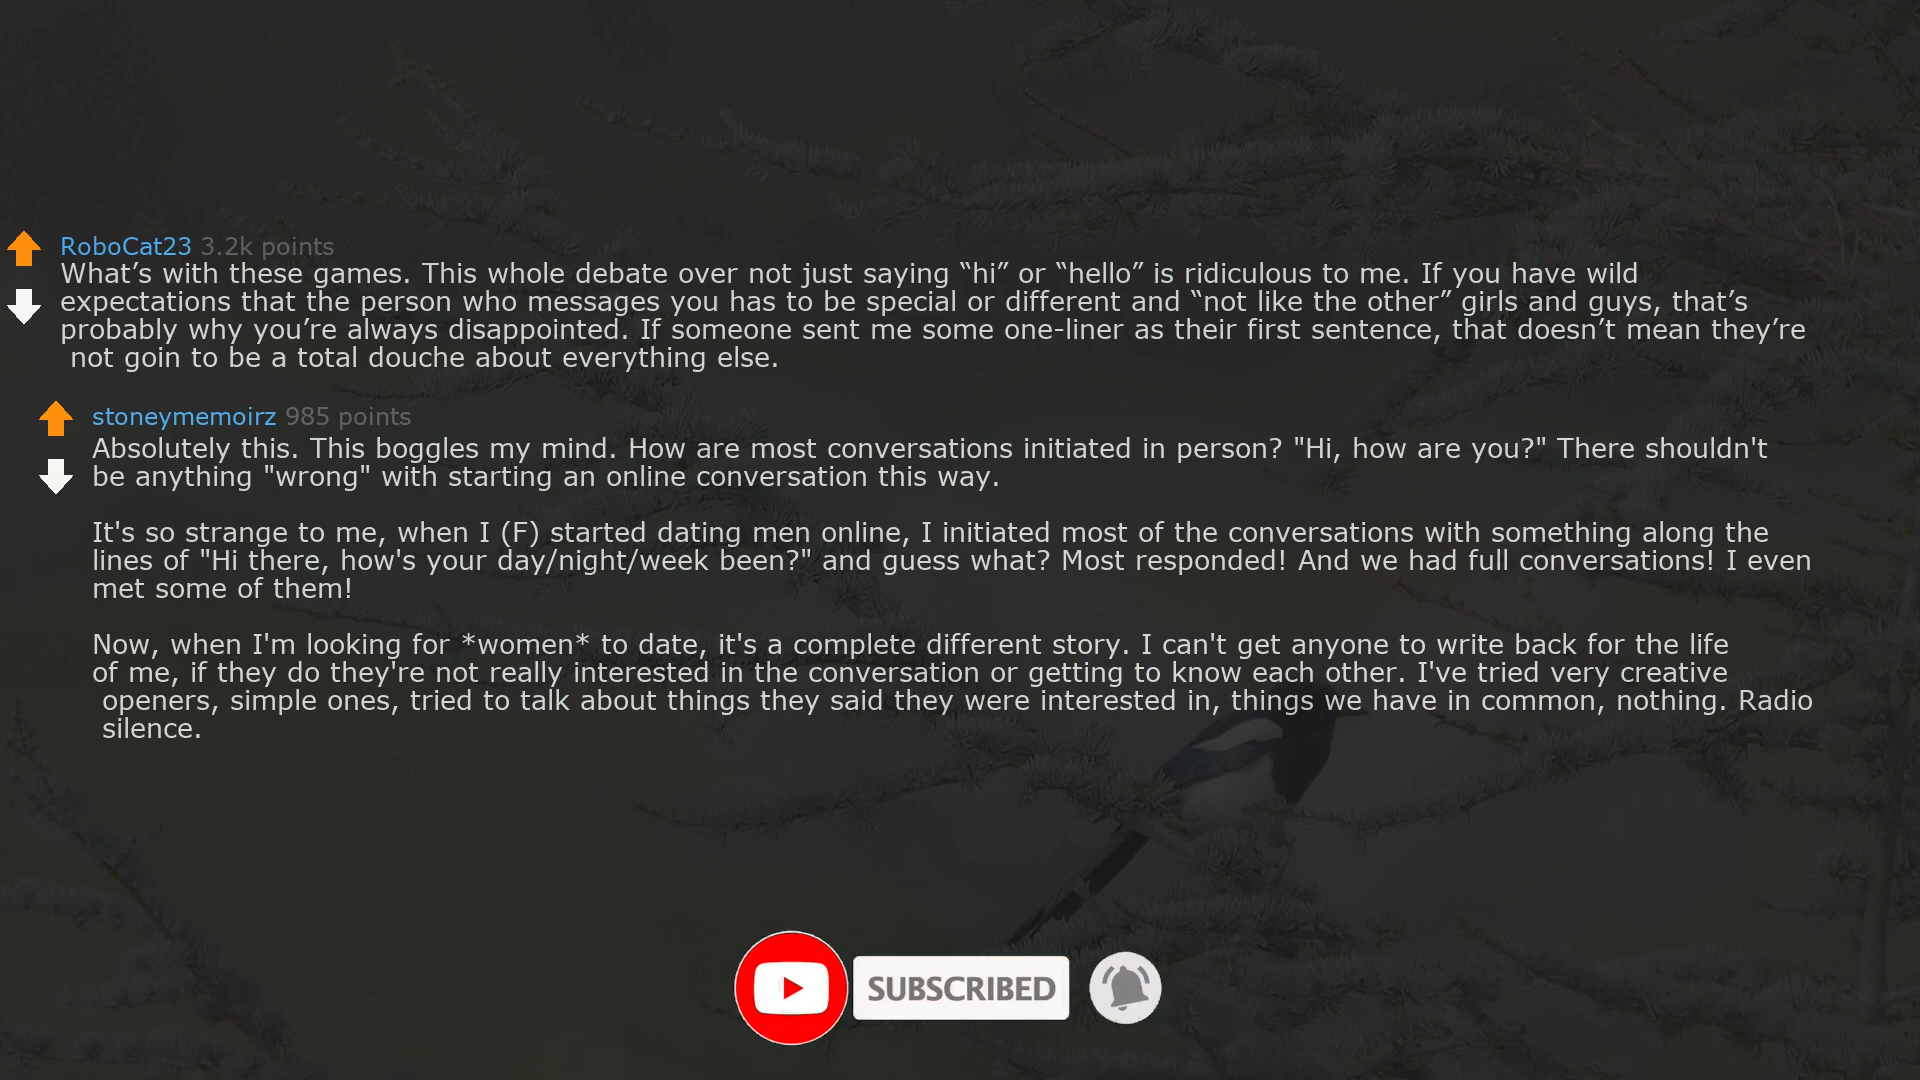 RoboCat23 3.2k points
What’s with these games. This whole debate over not just saying “hi” or “hello” is ridiculous to me. If you have wild
expectations that the person who messages you has to be special or different and “not like the other” girls and guys, that’s
probably why you’re always disappointed. If someone sent me some one-liner as their first sentence, that doesn’t mean they’re
not goin to be a total douche about everything else.
stoneymemoirz 985 points
Absolutely this. This boggles my mind. How are most conversations initiated in person? "Hi, how are you?" There shouldn't
be anything "wrong" with starting an online conversation this way.
It's so strange to me, when I (F) started dating men online, I initiated most of the conversations with something along the
lines of "Hi there, how's your day/night/week been?" and guess what? Most responded! And we had full conversations! I even
met some of them!
Now, when I'm looking for *women* to date, it's a complete different story. I can't get anyone to write back for the life
of me, if they do they're not really interested in the conversation or getting to know each other. I've tried very creative
openers, simple ones, tried to talk about things they said they were interested in, things we have in common, nothing. Radio
silence.
SUBSCRIBED